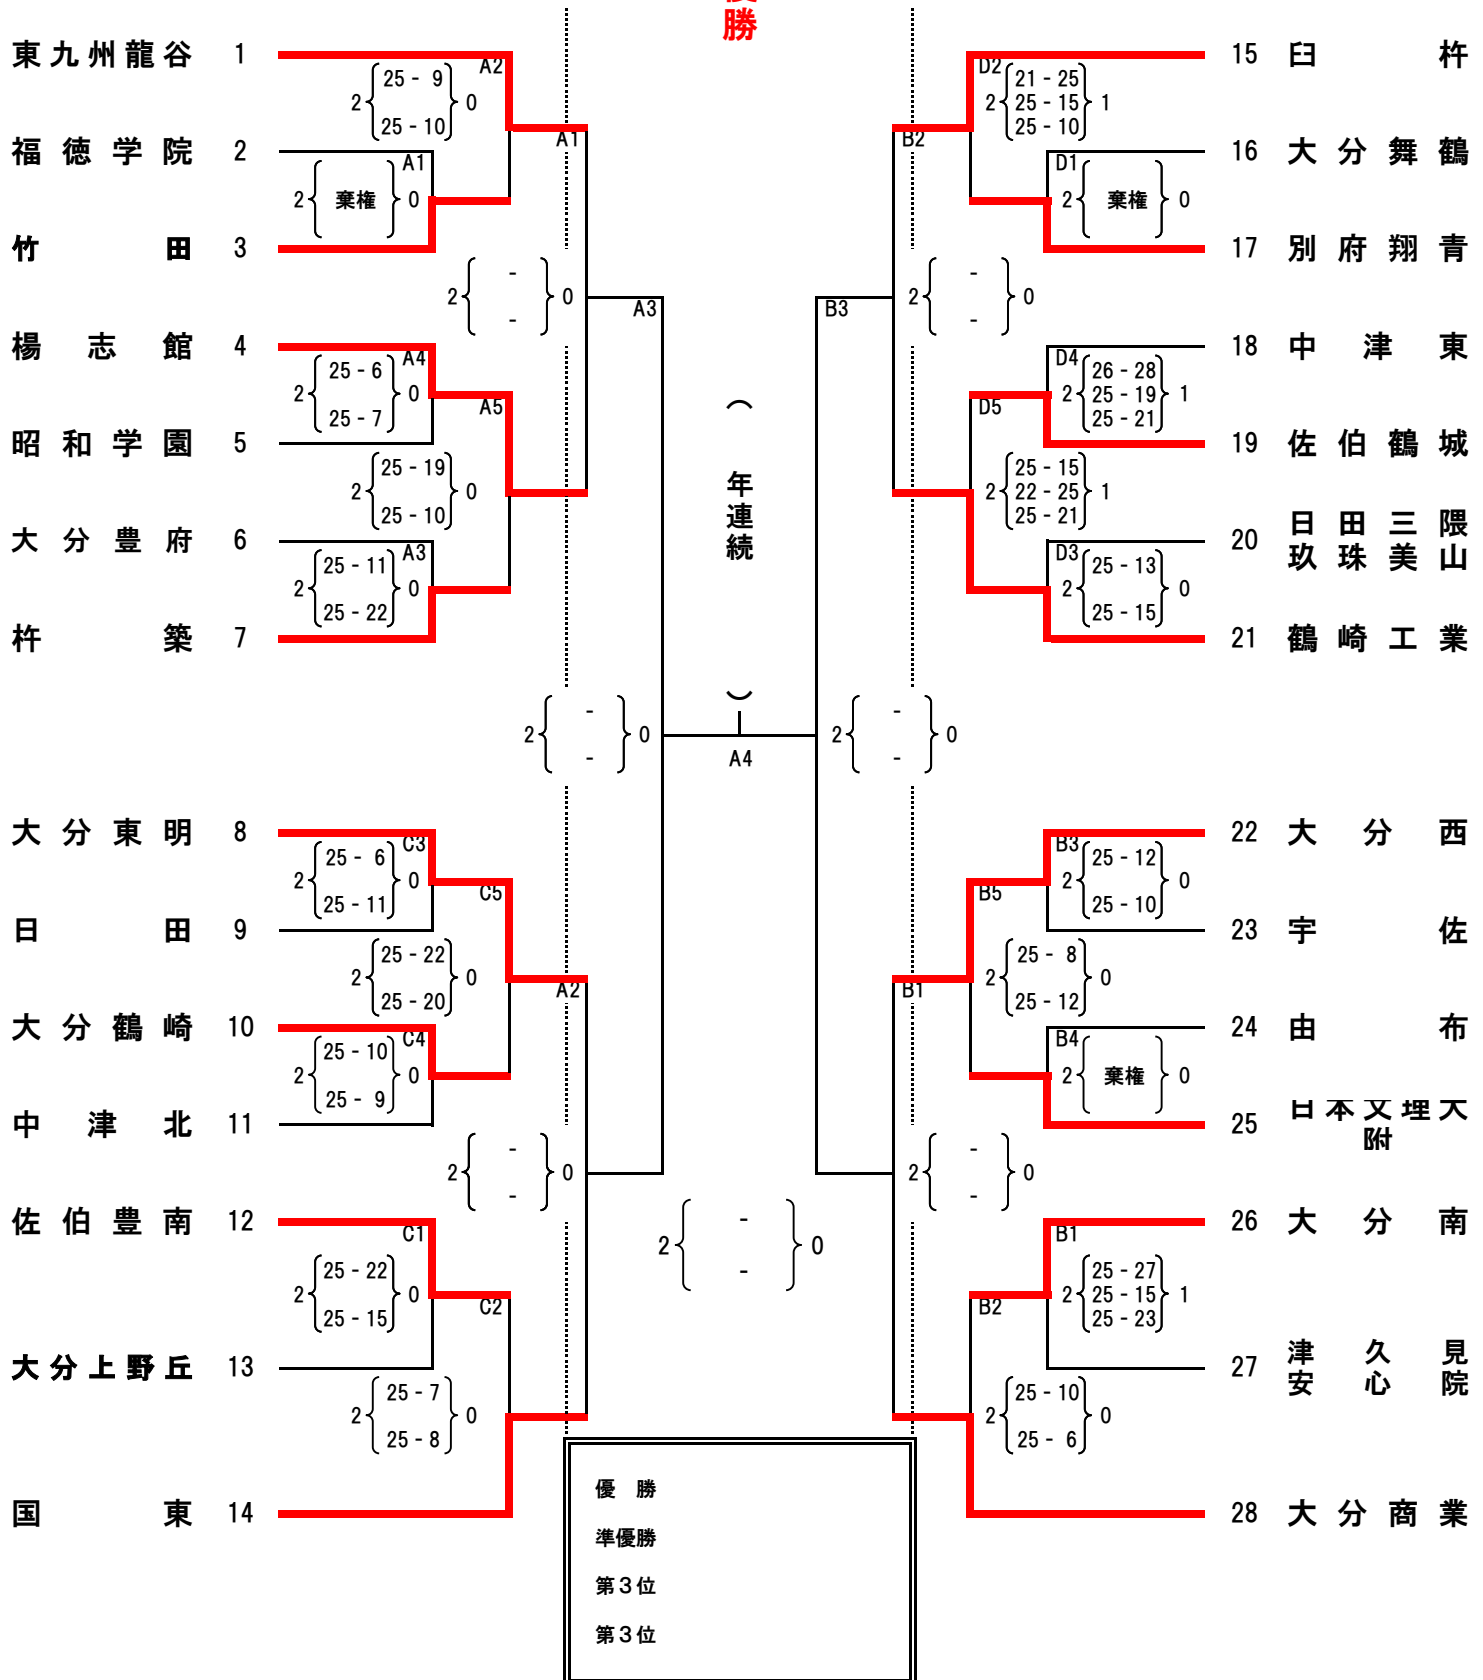 優勝
東九州龍谷 1
A2
25 - 9
2 0
25 - 10
福徳学院 2
A1
2 棄権 0
竹田 3
A1
-
2 0
-
A3
楊志館 4
A4
25 - 6
2 0
25 - 7
A5
昭和学園 5
25 - 19
2 0
25 - 10
大分豊府 6
A3
25 - 11
2 0
25 - 22
杵築 7
-
2 0
-
大分東明 8
C3
25 - 6
2 0
25 - 11
C5
日田 9
25 - 22
2 0
25 - 20
A2
大分鶴崎 10
C4
25 - 10
2 0
25 - 9
中津北 11
-
2 0
-
佐伯豊南 12
C1
25 - 22
2 0
25 - 15
C2
大分上野丘 13
25 - 7
2 0
25 - 8
国東 14
(
年連続
)
A4
-
2 0
-
15 臼杵
D2
21 - 25
2 25 - 15 1
25 - 10
B2
16 大分舞鶴
D1
2 棄権 0
17 別府翔青
-
2 0
-
B3
18 中津東
D4
26 - 28
2 25 - 19 1
25 - 21
D5
19 佐伯鶴城
25 - 15
2 22 - 25 1
25 - 21
20 日田三隈
玖珠美山
D3
25 - 13
2 0
25 - 15
21 鶴崎工業
-
2 0
-
22 大分西
B3
25 - 12
2 0
25 - 10
B5
23 宇佐
25 - 8
2 0
25 - 12
B1
24 由布
B4
2 棄権 0
25 日本文理大
附
-
2 0
-
26 大分南
B1
25 - 27
2 25 - 15 1
25 - 23
B2
27 津久見
安心院
25 - 10
2 0
25 - 6
28 大分商業
優勝
準優勝
第３位
第３位